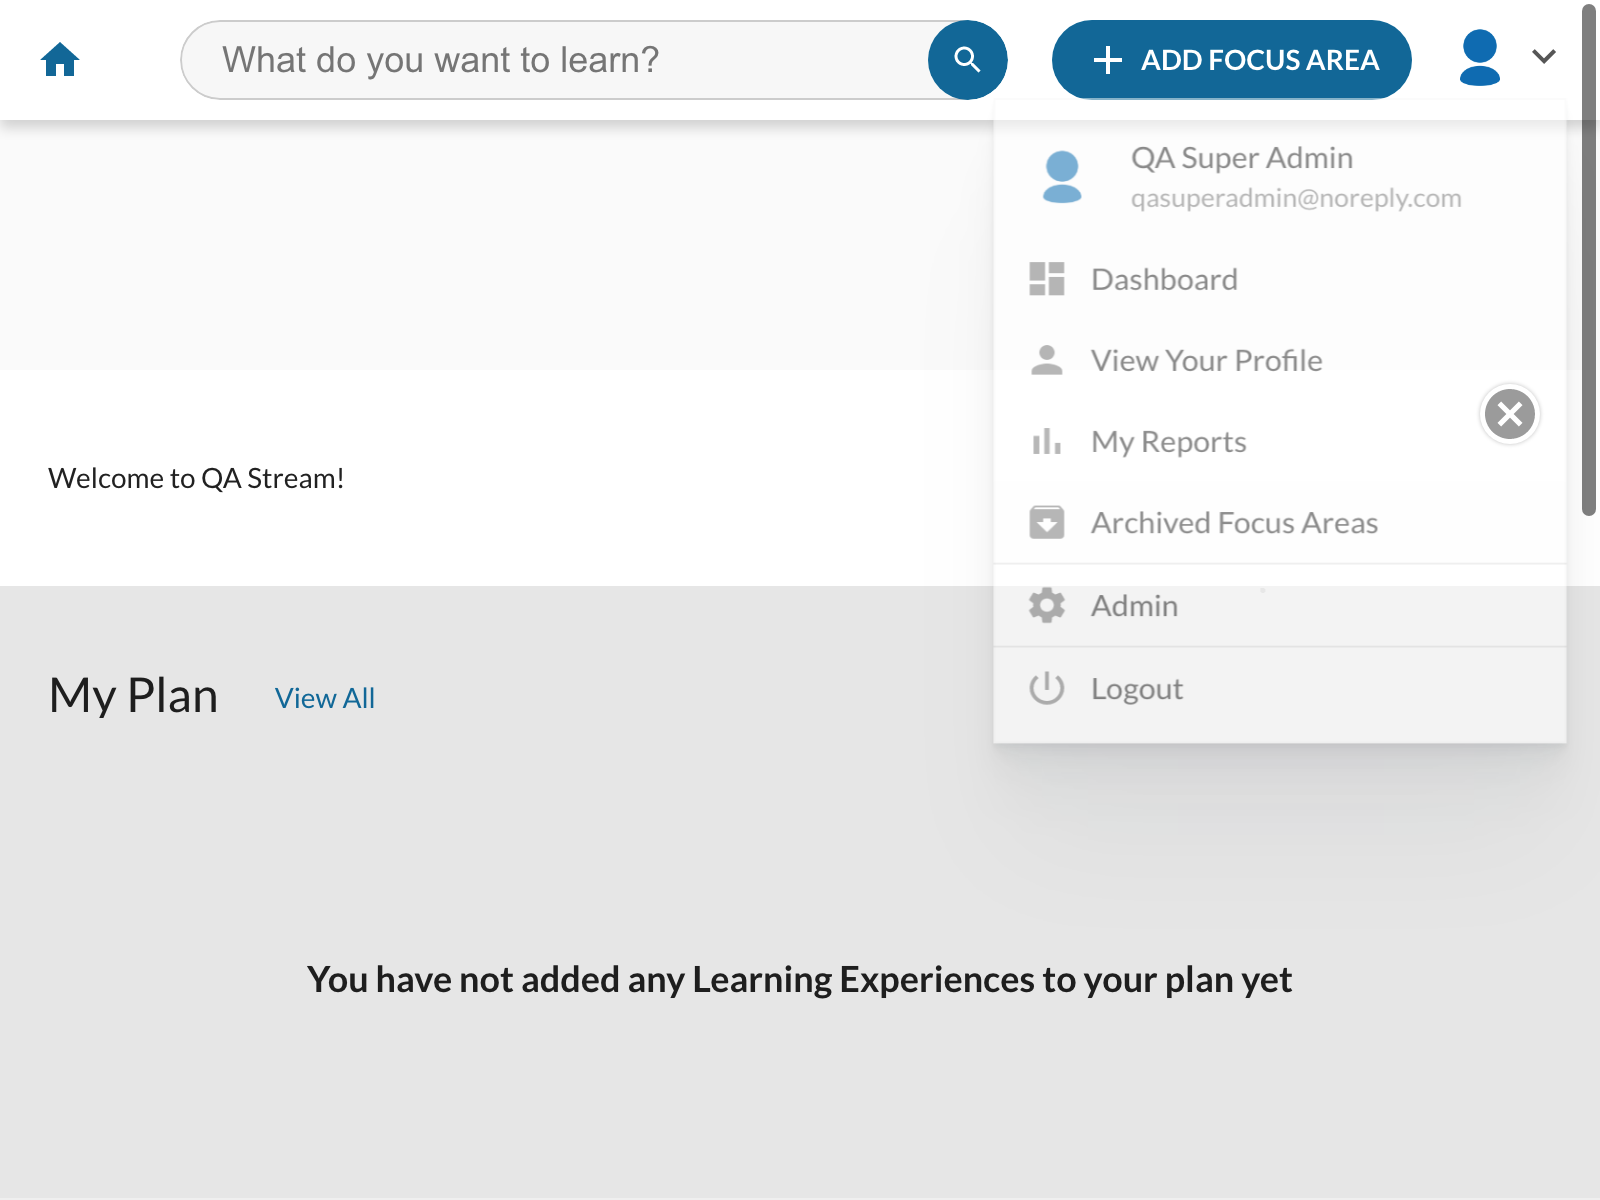 What do you want to learn?
ADD FOCUS AREA
QA Super Admin
qasuperadmin@noreply.com
Dashboard
View Your Profile
My Reports
Archived Focus Areas
Admin
Logout
Welcome to QA Stream!
My Plan
View All
You have not added any Learning Experiences to your plan yet